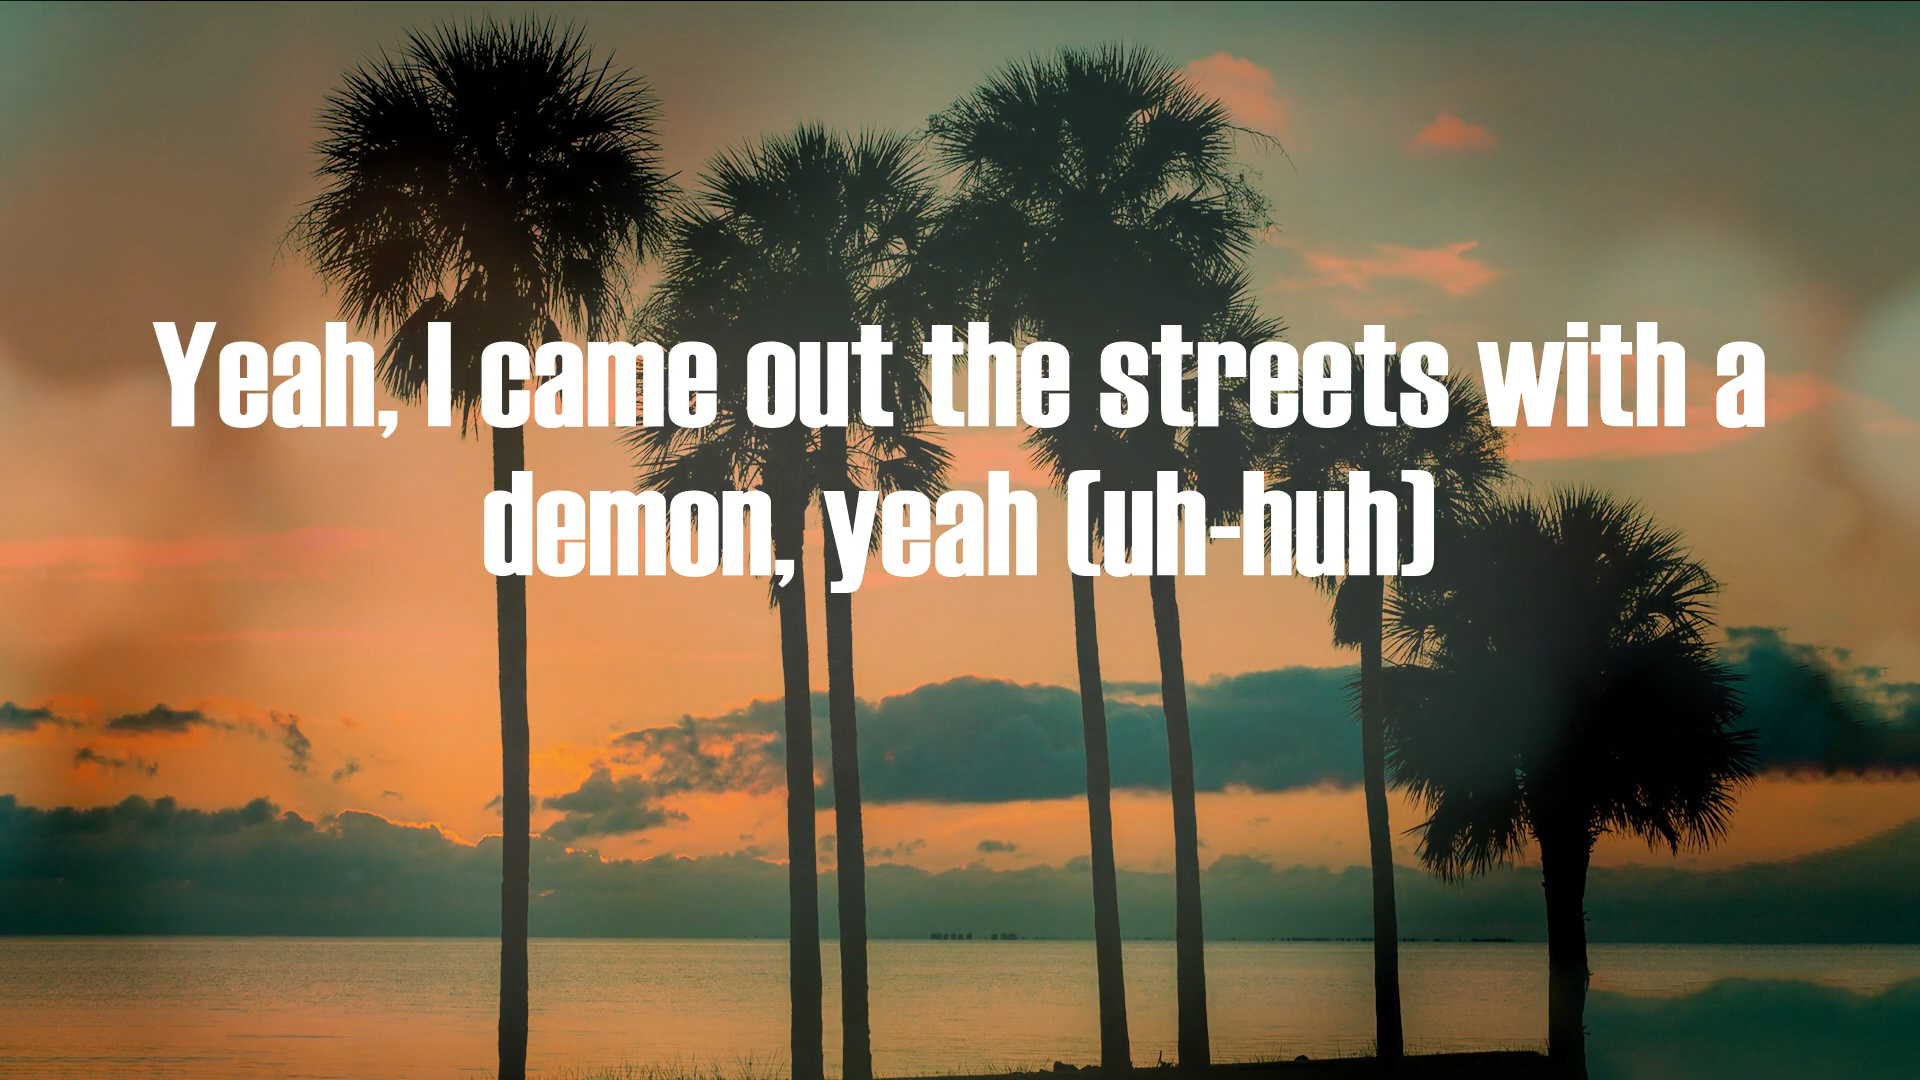 Yeah, I came out the streets with a
demon, yeah (uh-huh)